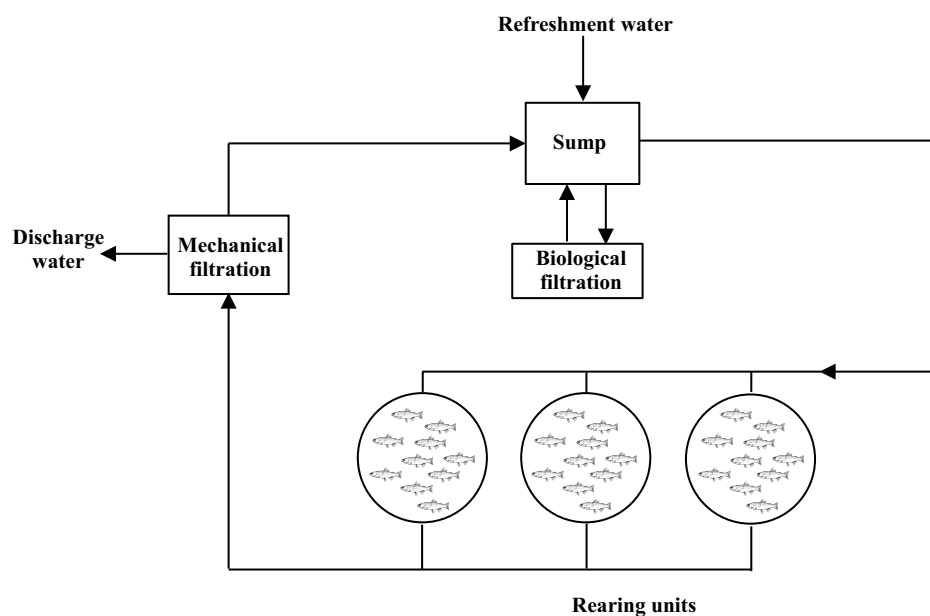 Refreshment water
Sump
Discharge
water
Mechanical
filtration
Biological
filtration
Rearing units